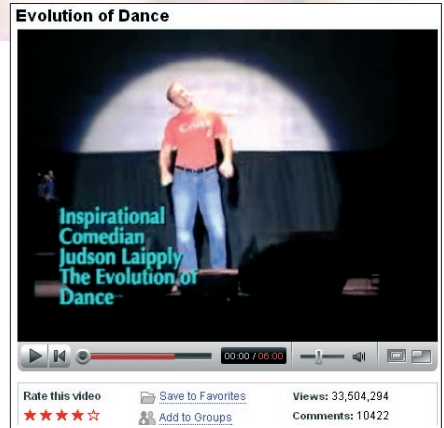 Evolution of Dance
Inspirational
Comedian
Judson Laipply
The Evolution of
Dance
00:00 / 06:00
Rate this video
Save to Favorites
Views: 33,504,294
Add to Groups
Comments: 10422